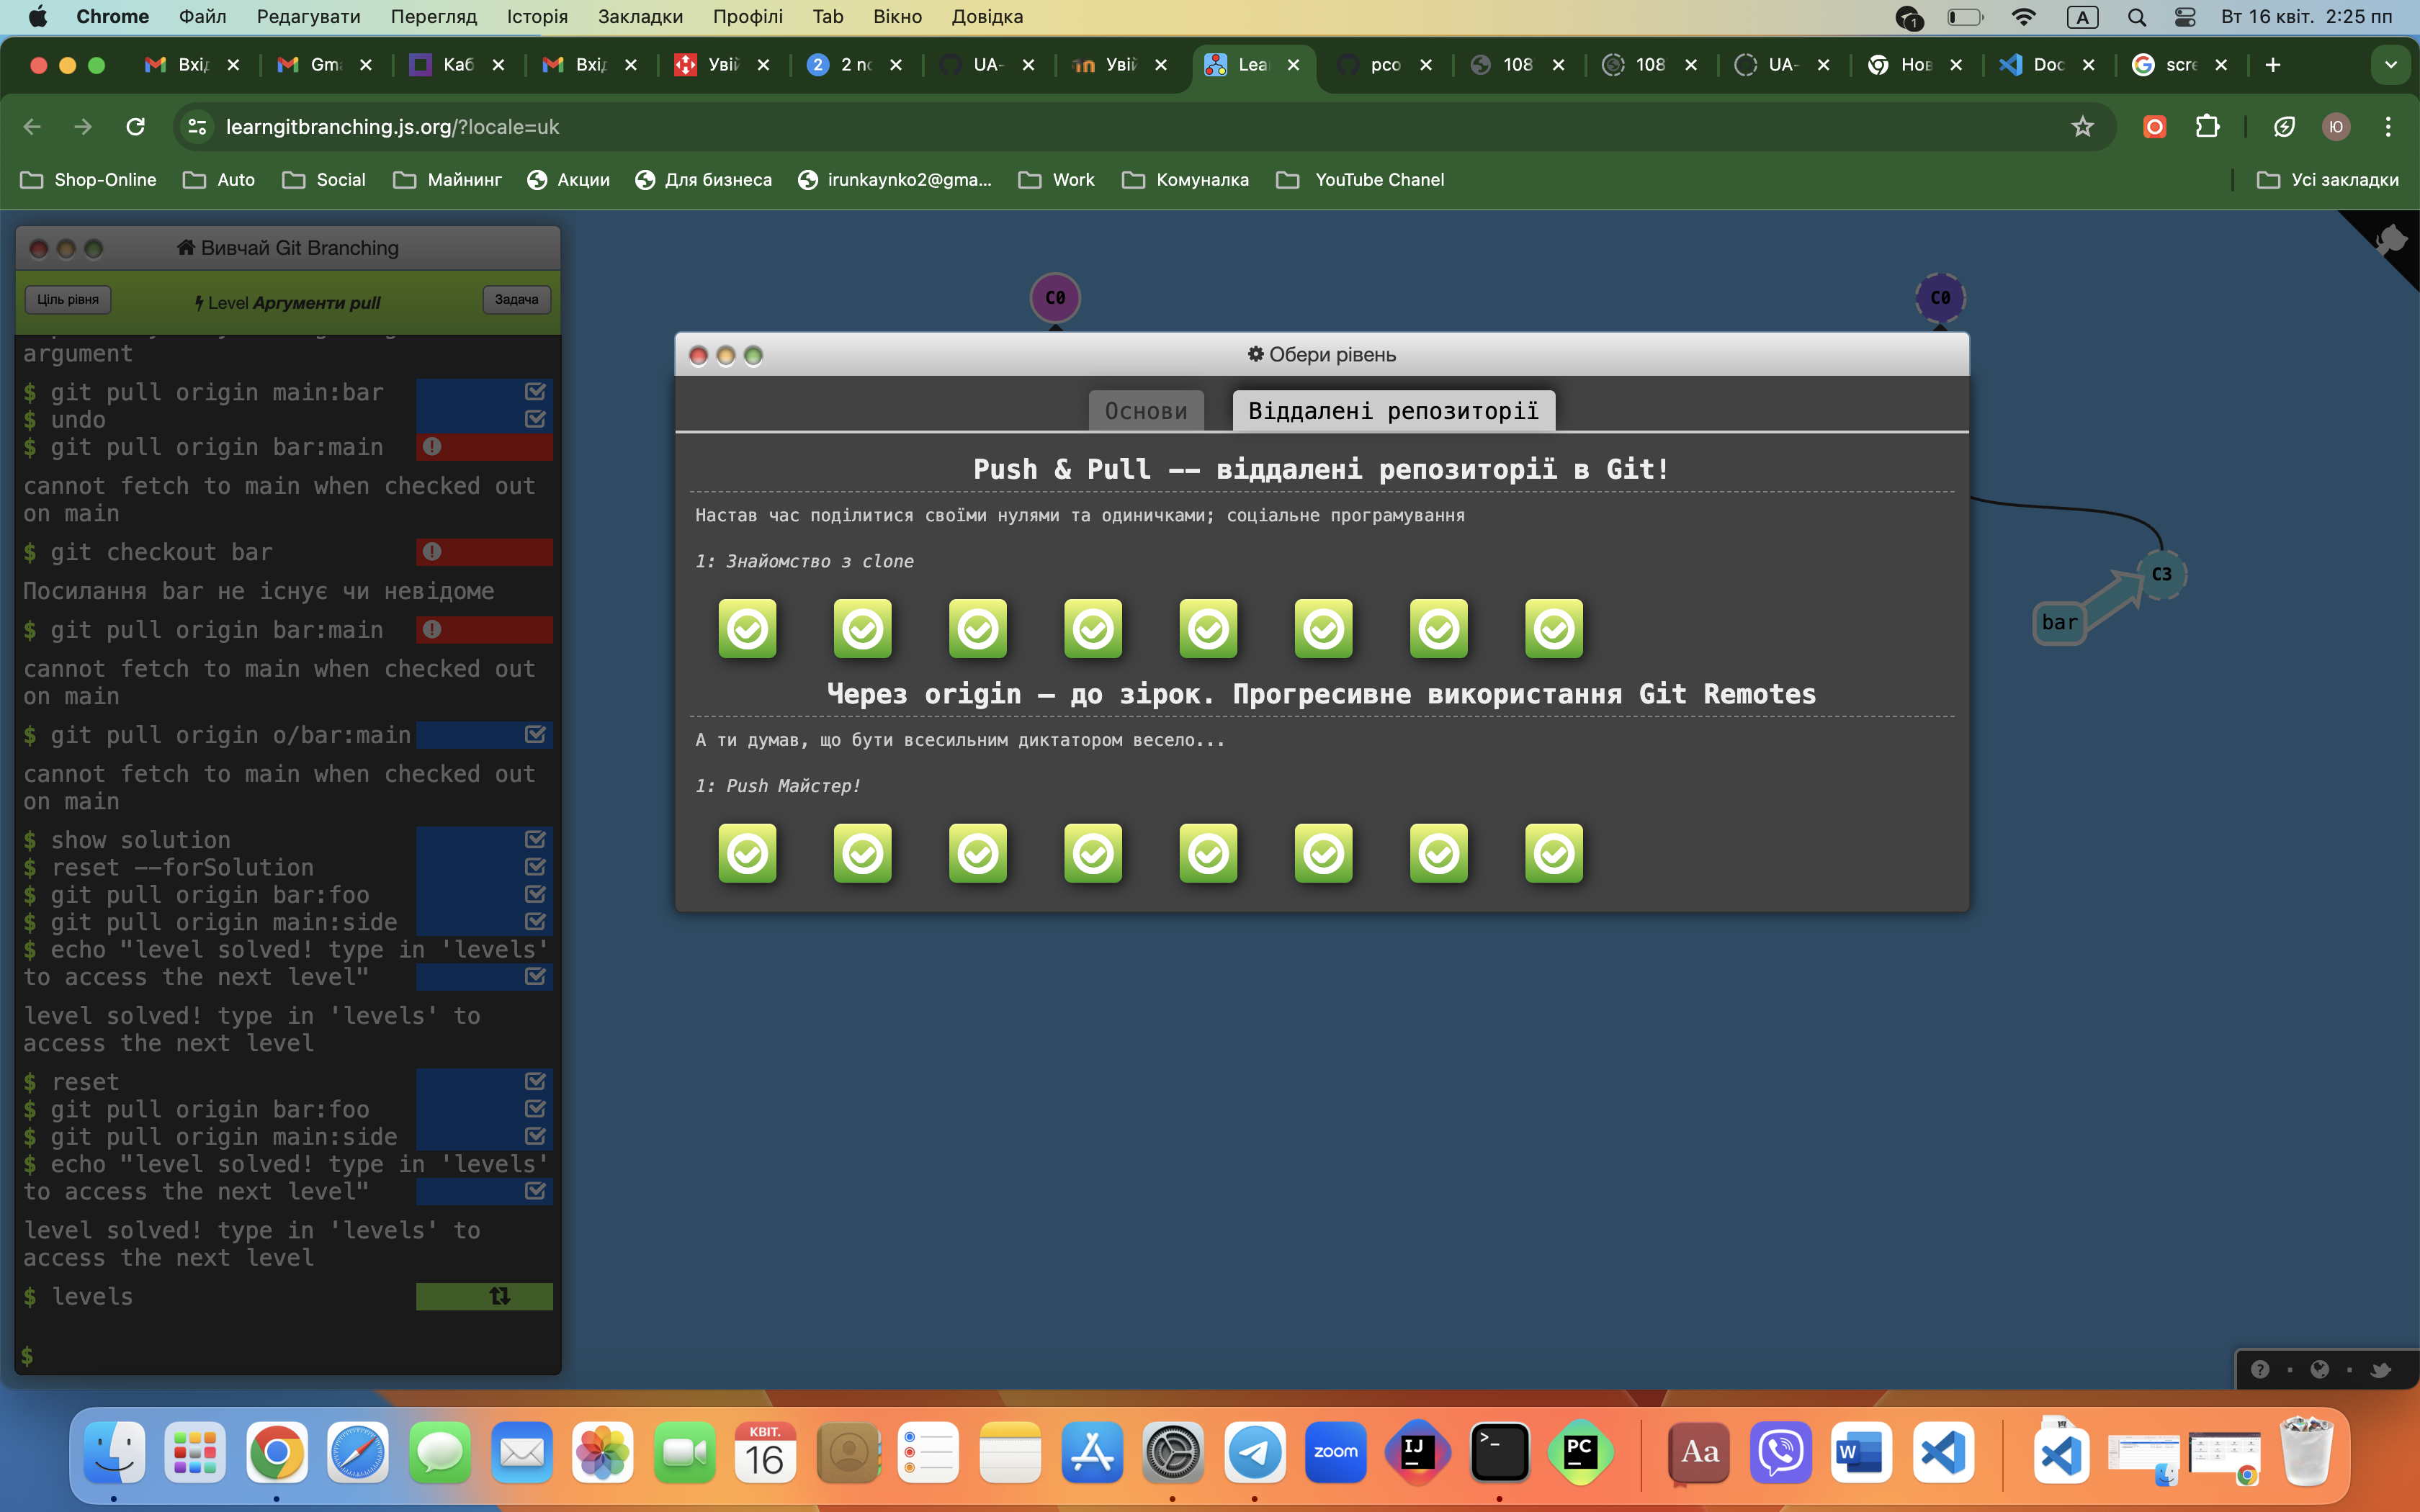 Chrome Файл Редагувати Перегляд Історія Закладки Профілі Tab Вікно Довідка
1 A Вт 16 квіт. 2:25 пп
Вхі Gm Каб Вхі Уві 2 2 n UA- Уві Lea pco 108 108 UA- Нов Doc scre
learngitbranching.js.org/?locale=uk
Ю
Shop-Online Auto Social Майнинг Акции Для бизнеса irunkaynko2@gma... Work Комуналка YouTube Chanel Усі закладки
Вивчай Git Branching
Ціль рівня Level Аргументи pull Задача
argument
$ git pull origin main:bar
$ undo
$ git pull origin bar:main
cannot fetch to main when checked out
on main
$ git checkout bar
Посилання bar не існує чи невідоме
$ git pull origin bar:main
cannot fetch to main when checked out
on main
$ git pull origin o/bar:main
cannot fetch to main when checked out
on main
$ show solution
$ reset --forSolution
$ git pull origin bar:foo
$ git pull origin main:side
$ echo "level solved! type in 'levels'
to access the next level"
level solved! type in 'levels' to
access the next level
$ reset
$ git pull origin bar:foo
$ git pull origin main:side
$ echo "level solved! type in 'levels'
to access the next level"
level solved! type in 'levels' to
access the next level
$ levels
$
C0
C0
C3
bar
Обери рівень
Основи Віддалені репозиторії
Push & Pull -- віддалені репозиторії в Git!
Настав час поділитися своїми нулями та одиничками; соціальне програмування
1: Знайомство з clone
Через origin – до зірок. Прогресивне використання Git Remotes
А ти думав, що бути всесильним диктатором весело...
1: Push Майстер!
КВІТ.
16
zoom
IJ
>_
PC
Aa
W